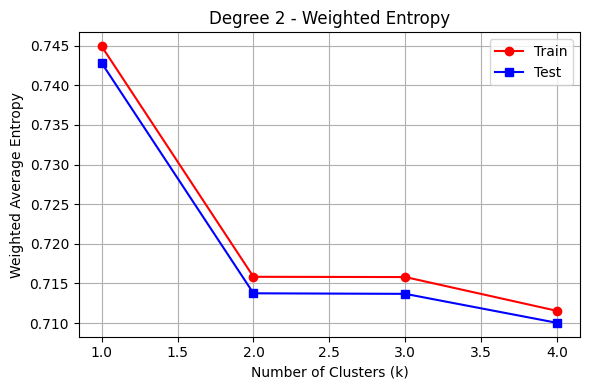 Degree 2 - Weighted Entropy
Train
Test
Weighted Average Entropy
0.745
0.740
0.735
0.730
0.725
0.720
0.715
0.710
1.0 1.5 2.0 2.5 3.0 3.5 4.0
Number of Clusters (k)